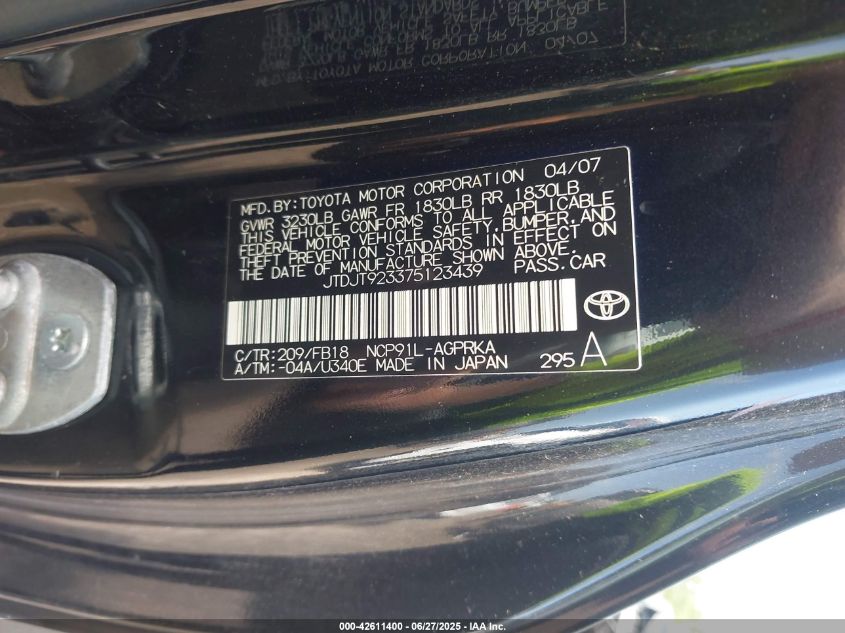 MFD.BY:TOYOTA MOTOR CORPORATION 04/07
GVWR 3230LB GAWR FR 1830LB RR 1830LB
THIS VEHICLE CONFORMS TO ALL APPLICABLE
FEDERAL MOTOR VEHICLE SAFETY,BUMPER,AND
THEFT PREVENTION STANDARDS IN EFFECT ON
THE DATE OF MANUFACTURE SHOWN ABOVE.
JTDJT923375123439 PASS.CAR
C/TR:209/FB18 NCP91L-AGPRKA
A/TM:-04A/U340E MADE IN JAPAN 295 A
000-42611400 - 06/27/2025 - IAA Inc.